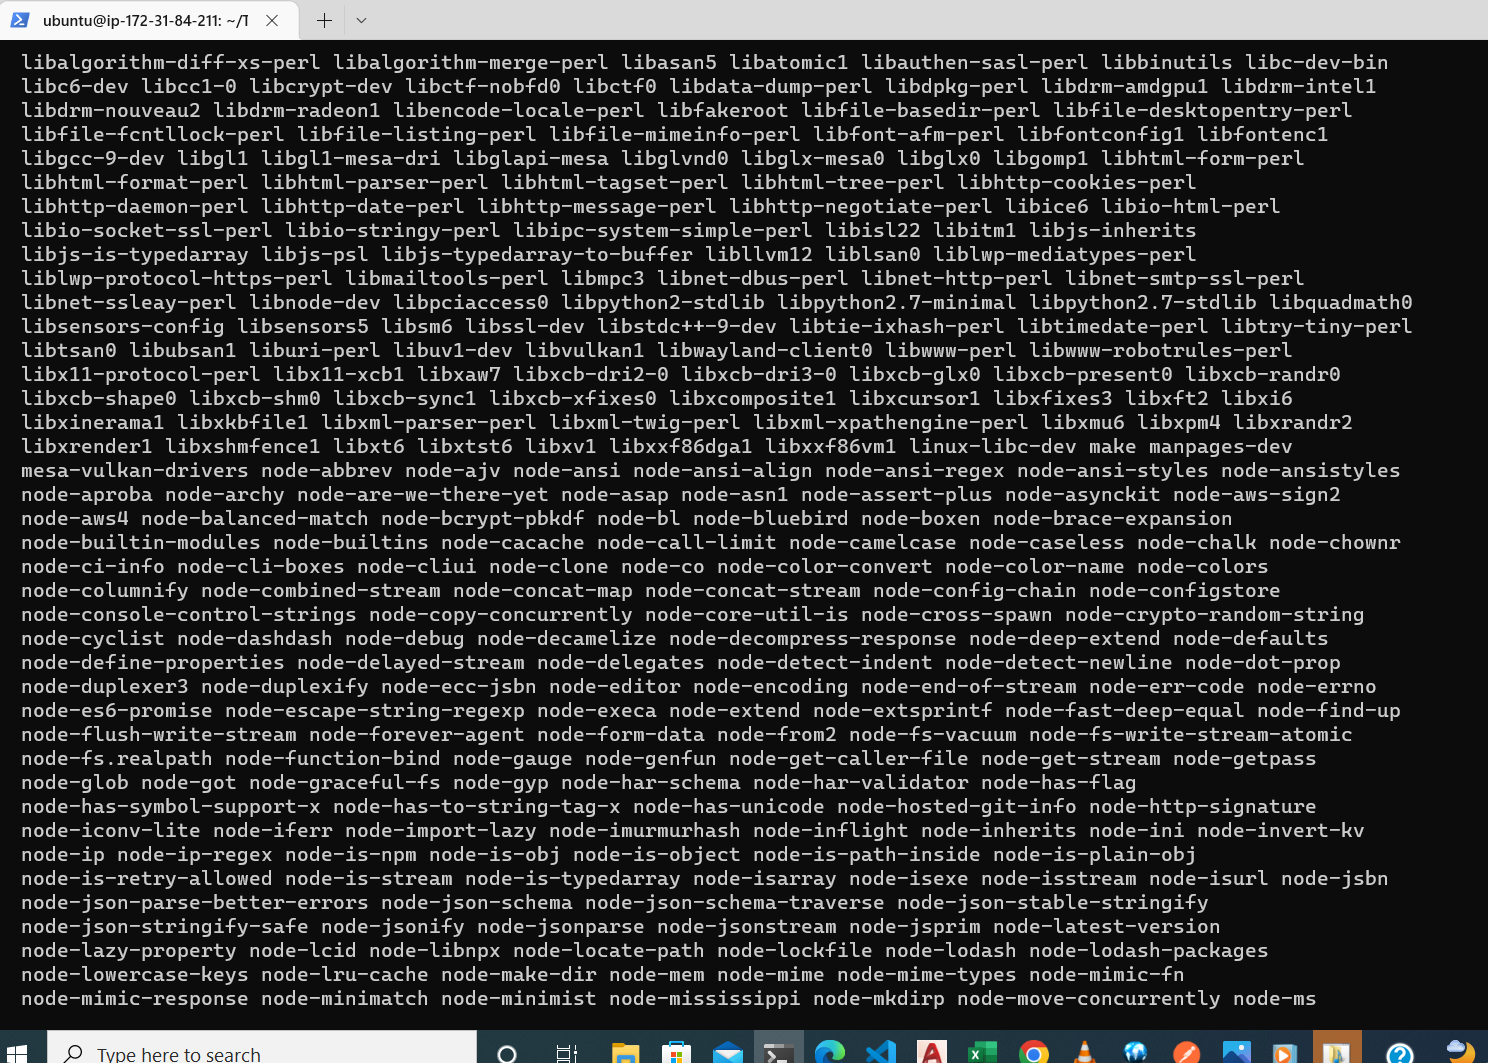 ubuntu@ip-172-31-84-211: ~/T
libalgorithm-diff-xs-perl libalgorithm-merge-perl libasan5 libatomic1 libauthen-sasl-perl libbinutils libc-dev-bin
libc6-dev libcc1-0 libcrypt-dev libctf-nobfd0 libctf0 libdata-dump-perl libdpkg-perl libdrm-amdgpu1 libdrm-intel1
libdrm-nouveau2 libdrm-radeon1 libencode-locale-perl libfakeroot libfile-basedir-perl libfile-desktopentry-perl
libfile-fcntllock-perl libfile-listing-perl libfile-mimeinfo-perl libfont-afm-perl libfontconfig1 libfontenc1
libgcc-9-dev libgl1 libgl1-mesa-dri libglapi-mesa libglvnd0 libglx-mesa0 libglx0 libgomp1 libhtml-form-perl
libhtml-format-perl libhtml-parser-perl libhtml-tagset-perl libhtml-tree-perl libhttp-cookies-perl
libhttp-daemon-perl libhttp-date-perl libhttp-message-perl libhttp-negotiate-perl libice6 libio-html-perl
libio-socket-ssl-perl libio-stringy-perl libipc-system-simple-perl libisl22 libitm1 libjs-inherits
libjs-is-typedarray libjs-psl libjs-typedarray-to-buffer libllvm12 liblsan0 liblwp-mediatypes-perl
liblwp-protocol-https-perl libmailtools-perl libmpc3 libnet-dbus-perl libnet-http-perl libnet-smtp-ssl-perl
libnet-ssleay-perl libnode-dev libpciaccess0 libpython2-stdlib libpython2.7-minimal libpython2.7-stdlib libquadmath0
libsensors-config libsensors5 libsm6 libssl-dev libstdc++-9-dev libtie-ixhash-perl libtimedate-perl libtry-tiny-perl
libtsan0 libubsan1 liburi-perl libuv1-dev libvulkan1 libwayland-client0 libwww-perl libwww-robotrules-perl
libx11-protocol-perl libx11-xcb1 libxaw7 libxcb-dri2-0 libxcb-dri3-0 libxcb-glx0 libxcb-present0 libxcb-randr0
libxcb-shape0 libxcb-shm0 libxcb-sync1 libxcb-xfixes0 libxcomposite1 libxcursor1 libxfixes3 libxft2 libxi6
libxinerama1 libxkbfile1 libxml-parser-perl libxml-twig-perl libxml-xpathengine-perl libxmu6 libxpm4 libxrandr2
libxrender1 libxshmfence1 libxt6 libxtst6 libxv1 libxxf86dga1 libxxf86vm1 linux-libc-dev make manpages-dev
mesa-vulkan-drivers node-abbrev node-ajv node-ansi node-ansi-align node-ansi-regex node-ansi-styles node-ansistyles
node-aproba node-archy node-are-we-there-yet node-asap node-asn1 node-assert-plus node-asynckit node-aws-sign2
node-aws4 node-balanced-match node-bcrypt-pbkdf node-bl node-bluebird node-boxen node-brace-expansion
node-builtin-modules node-builtins node-cacache node-call-limit node-camelcase node-caseless node-chalk node-chownr
node-ci-info node-cli-boxes node-cliui node-clone node-co node-color-convert node-color-name node-colors
node-columnify node-combined-stream node-concat-map node-concat-stream node-config-chain node-configstore
node-console-control-strings node-copy-concurrently node-core-util-is node-cross-spawn node-crypto-random-string
node-cyclist node-dashdash node-debug node-decamelize node-decompress-response node-deep-extend node-defaults
node-define-properties node-delayed-stream node-delegates node-detect-indent node-detect-newline node-dot-prop
node-duplexer3 node-duplexify node-ecc-jsbn node-editor node-encoding node-end-of-stream node-err-code node-errno
node-es6-promise node-escape-string-regexp node-execa node-extend node-extsprintf node-fast-deep-equal node-find-up
node-flush-write-stream node-forever-agent node-form-data node-from2 node-fs-vacuum node-fs-write-stream-atomic
node-fs.realpath node-function-bind node-gauge node-genfun node-get-caller-file node-get-stream node-getpass
node-glob node-got node-graceful-fs node-gyp node-har-schema node-har-validator node-has-flag
node-has-symbol-support-x node-has-to-string-tag-x node-has-unicode node-hosted-git-info node-http-signature
node-iconv-lite node-iferr node-import-lazy node-imurmurhash node-inflight node-inherits node-ini node-invert-kv
node-ip node-ip-regex node-is-npm node-is-obj node-is-object node-is-path-inside node-is-plain-obj
node-is-retry-allowed node-is-stream node-is-typedarray node-isarray node-isexe node-isstream node-isurl node-jsbn
node-json-parse-better-errors node-json-schema node-json-schema-traverse node-json-stable-stringify
node-json-stringify-safe node-jsonify node-jsonparse node-jsonstream node-jsprim node-latest-version
node-lazy-property node-lcid node-libnpx node-locate-path node-lockfile node-lodash node-lodash-packages
node-lowercase-keys node-lru-cache node-make-dir node-mem node-mime node-mime-types node-mimic-fn
node-mimic-response node-minimatch node-minimist node-mississippi node-mkdirp node-move-concurrently node-ms
Type here to search